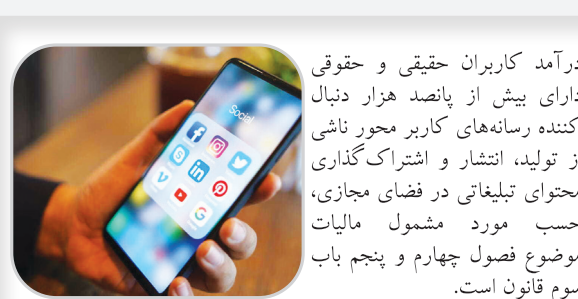 درآمد کاربران حقیقی و حقوقی
دارای بیش از پانصد هزار دنبال
کننده رسانه‌های کاربر محور ناشی
از تولید، انتشار و اشتراک‌گذاری
محتوای تبلیغاتی در فضای مجازی،
حسب مورد مشمول مالیات
موضوع فصول چهارم و پنجم باب
سوم قانون است.
Social